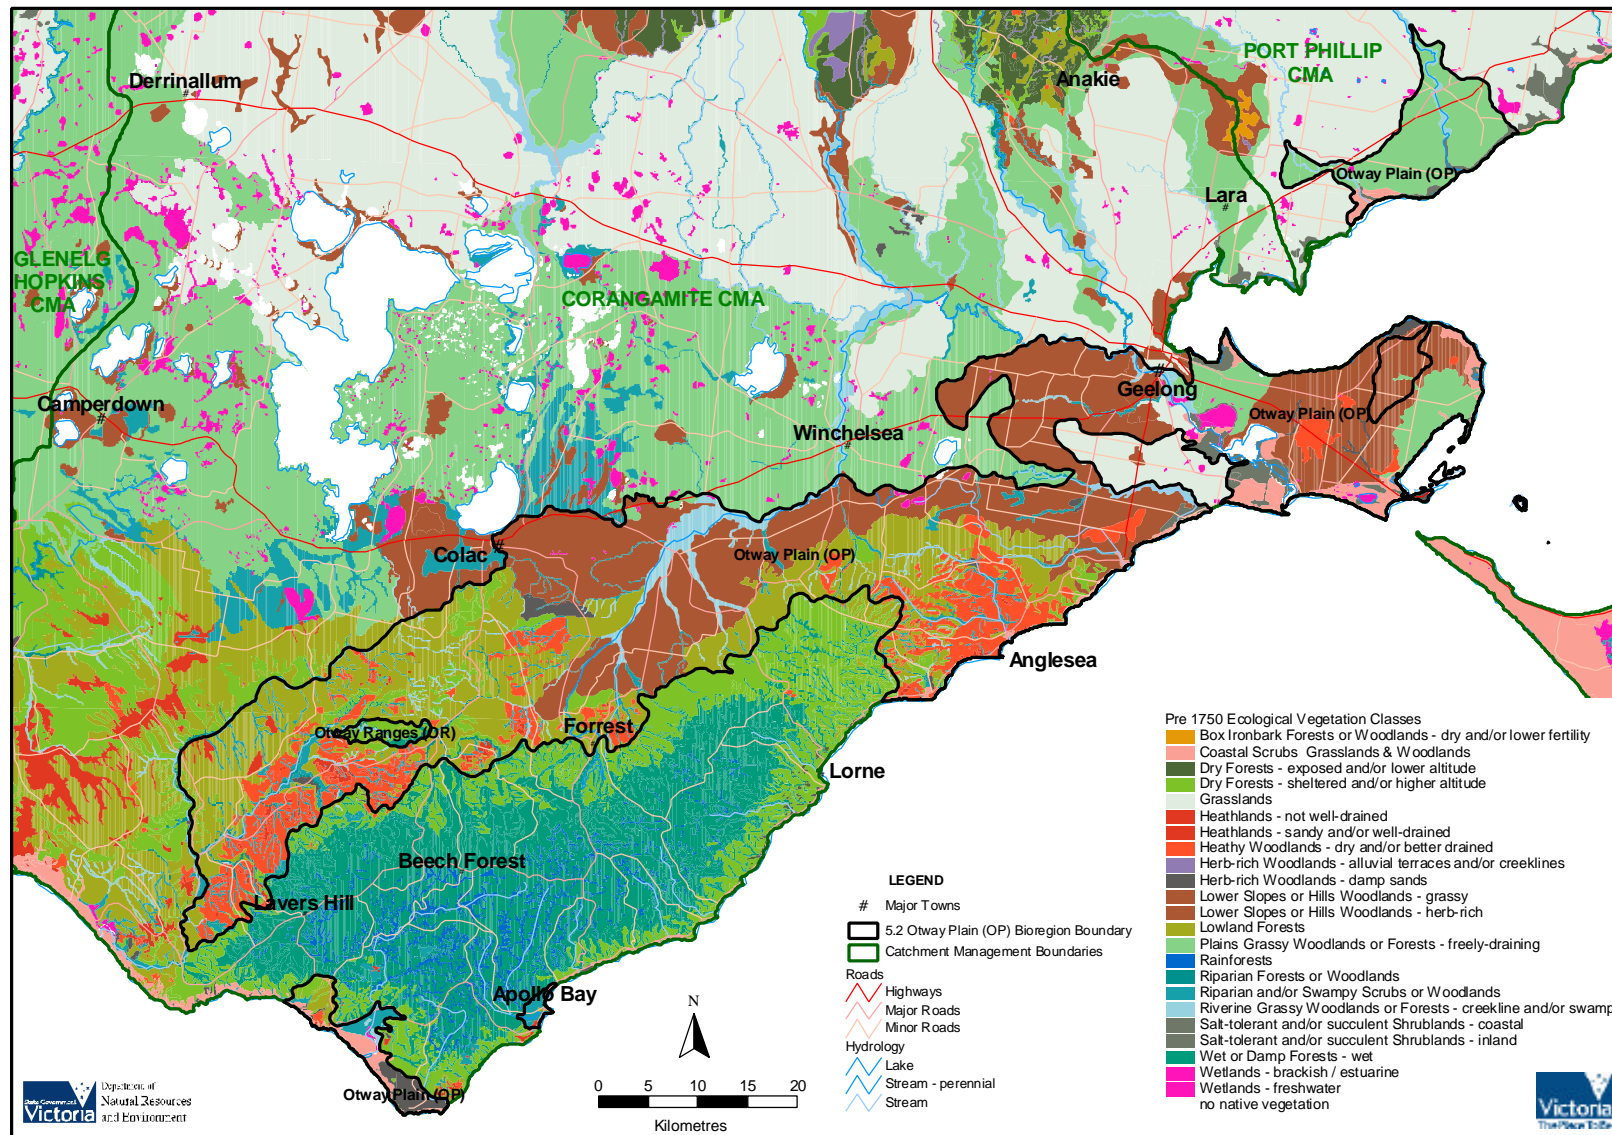 Derrinallum
Anakie
PORT PHILLIP
CMA
Otway Plain (OP)
Lara
GLENELG
HOPKINS
CMA
CORANGAMITE CMA
Camperdown
Geelong
Otway Plain (OP)
Winchelsea
Colac
Otway Plain (OP)
Anglesea
Forrest
Otway Ranges (OR)
Lorne
Beech Forest
Lavers Hill
Apollo Bay
Otway Plain (OP)
Pre 1750 Ecological Vegetation Classes
Box Ironbark Forests or Woodlands - dry and/or lower fertility
Coastal Scrubs Grasslands & Woodlands
Dry Forests - exposed and/or lower altitude
Dry Forests - sheltered and/or higher altitude
Grasslands
Heathlands - not well-drained
Heathlands - sandy and/or well-drained
Heathy Woodlands - dry and/or better drained
Herb-rich Woodlands - alluvial terraces and/or creeklines
Herb-rich Woodlands - damp sands
Lower Slopes or Hills Woodlands - grassy
Lower Slopes or Hills Woodlands - herb-rich
Lowland Forests
Plains Grassy Woodlands or Forests - freely-draining
Rainforests
Riparian Forests or Woodlands
Riparian and/or Swampy Scrubs or Woodlands
Riverine Grassy Woodlands or Forests - creekline and/or swamp
Salt-tolerant and/or succulent Shrublands - coastal
Salt-tolerant and/or succulent Shrublands - inland
Wet or Damp Forests - wet
Wetlands - brackish / estuarine
Wetlands - freshwater
no native vegetation
LEGEND
# Major Towns
5.2 Otway Plain (OP) Bioregion Boundary
Catchment Management Boundaries
Roads
Highways
Major Roads
Minor Roads
Hydrology
Lake
Stream - perennial
Stream
N
0 5 10 15 20
Kilometres
State Government
Victoria
Department of
Natural Resources
and Environment
Victoria
The Place To Be